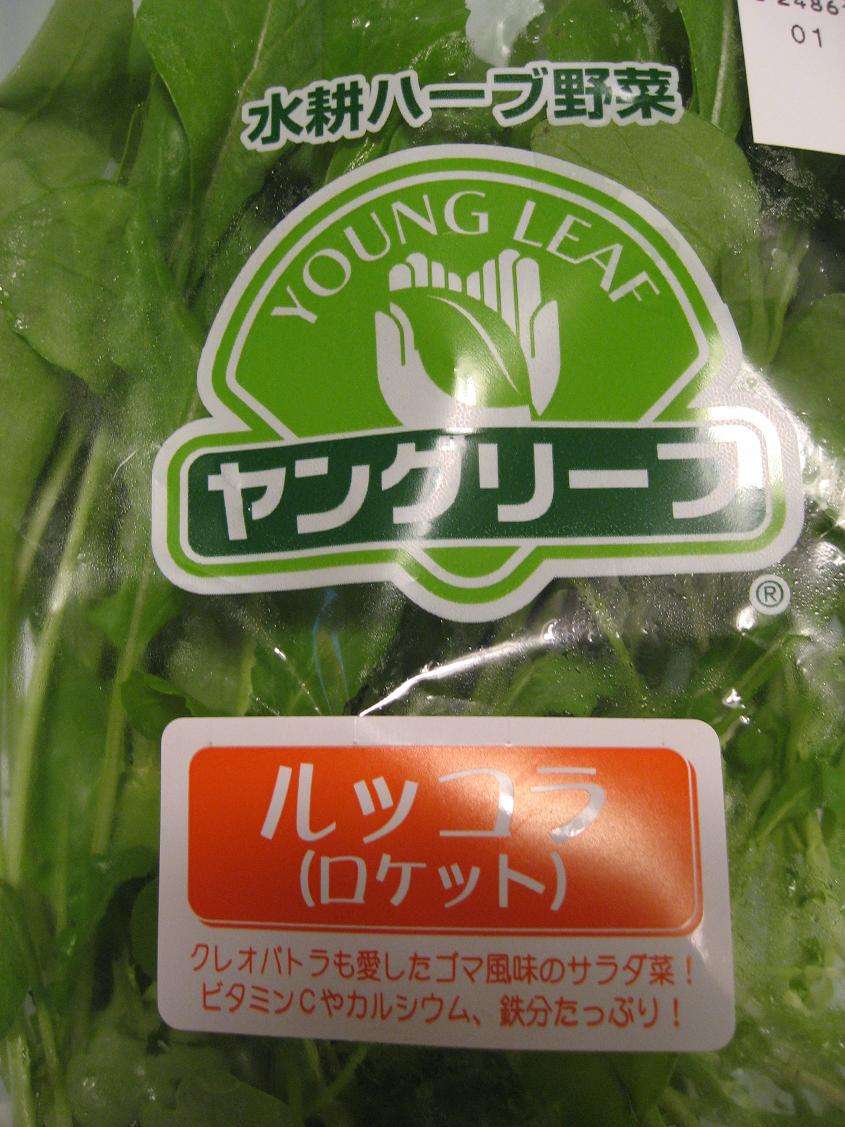 01
水耕ハーブ野菜
YOUNG LEAF
ヤングリーフ
®
ルッコラ
(ロケット)
クレオパトラも愛したゴマ風味のサラダ菜！
ビタミンCやカルシウム、鉄分たっぷり！